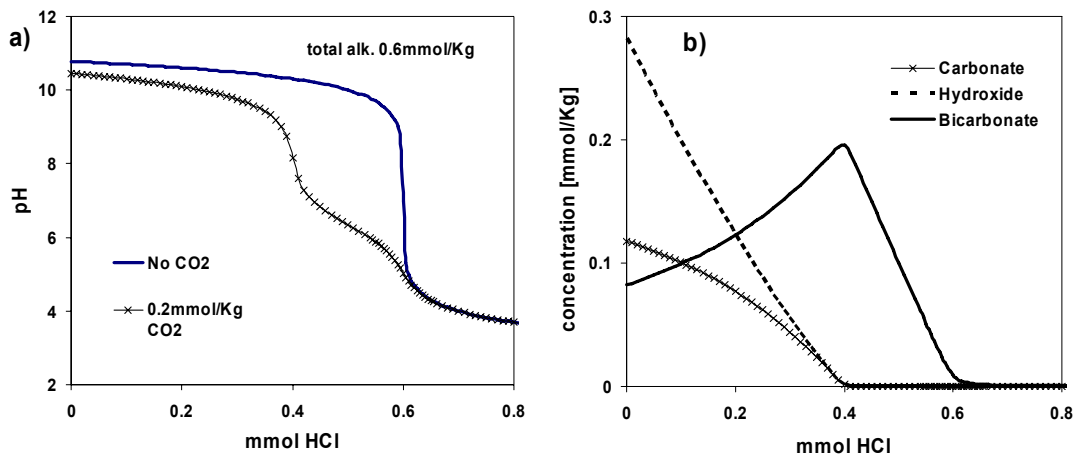 a)
total alk. 0.6mmol/Kg
12
10
8
6
4
2
pH
No CO2
0.2mmol/Kg
CO2
0
0.2
0.4
0.6
0.8
mmol HCl
b)
Carbonate
Hydroxide
Bicarbonate
0.3
0.2
0.1
0
concentration [mmol/Kg]
0
0.2
0.4
0.6
0.8
mmol HCl